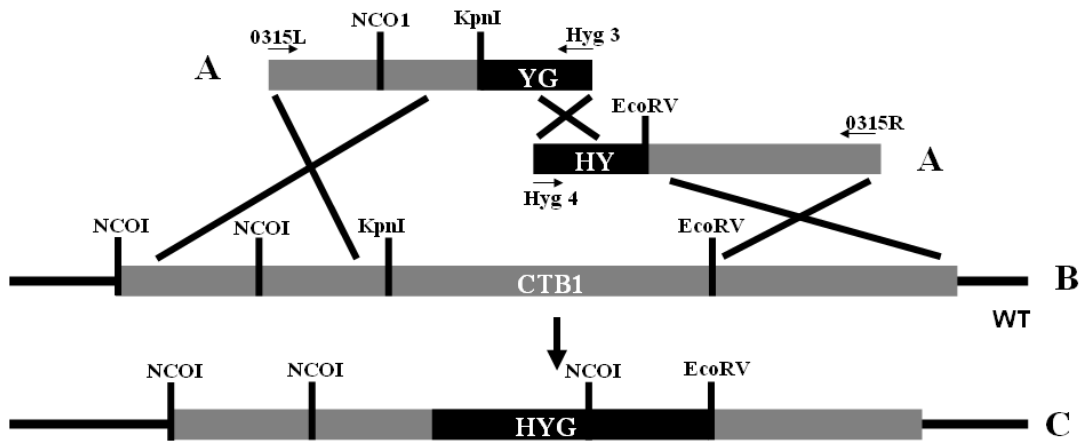 NCO1 KpnI
0315L Hyg 3
A YG EcoRV
0315R
HY A
Hyg 4
NCOI NCOI KpnI EcoRV
CTB1 B
WT
NCOI NCOI NCOI EcoRV
HYG C